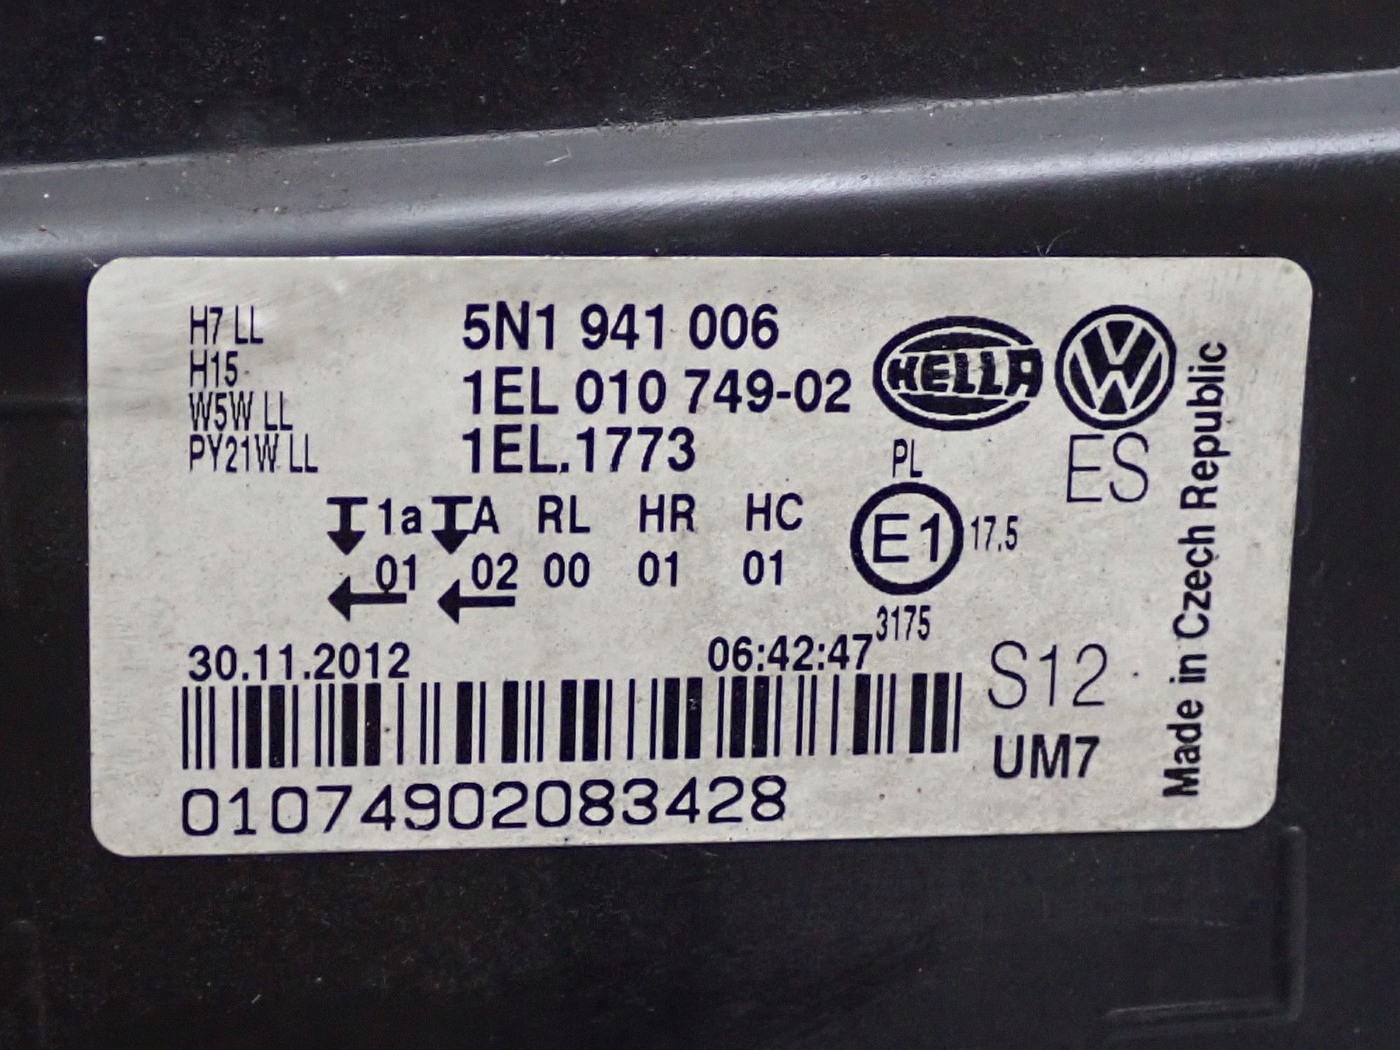 H7 LL
H15
W5W LL
PY21W LL
5N1 941 006
1EL 010 749-02
1EL.1773
HELLA
VW
PL
ES
1a A RL HR HC
E1
17.5
01 02 00 01 01
3175
30.11.2012
06:42:47
S12
UM7
01074902083428
Made in Czech Republic